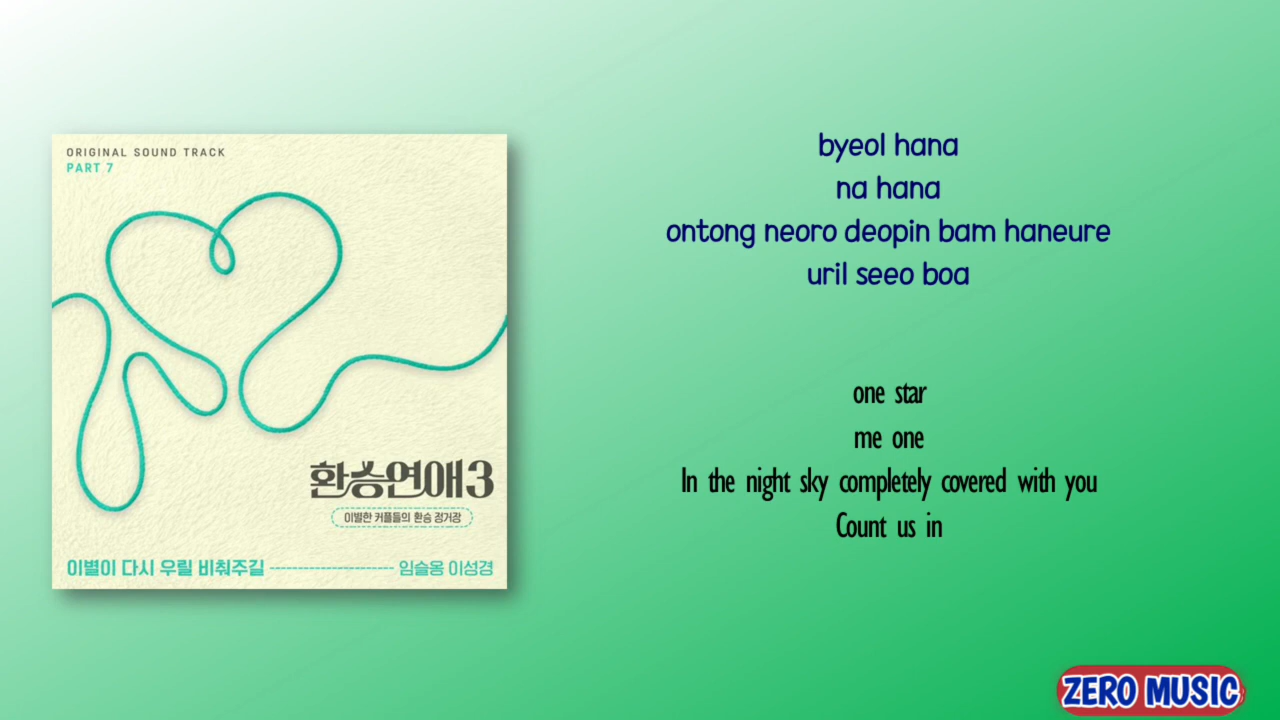 ORIGINAL SOUND TRACK
PART 7
환승연애3
이별한 커플들의 환승 정거장
이별이 다시 우릴 비춰주길 임슬옹 이성경
byeol hana
na hana
ontong neoro deopin bam haneure
uril seeo boa
one star
me one
In the night sky completely covered with you
Count us in
ZERO MUSIC